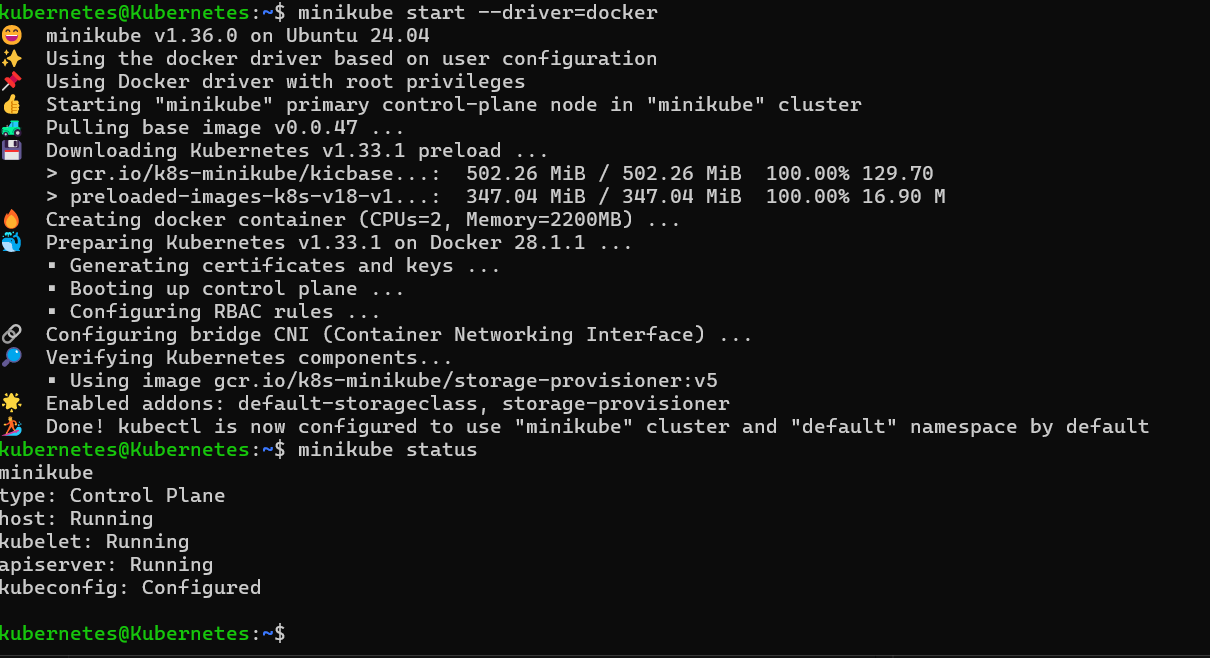 kubernetes@Kubernetes:~$ minikube start --driver=docker
😄 minikube v1.36.0 on Ubuntu 24.04
✨ Using the docker driver based on user configuration
📌 Using Docker driver with root privileges
👍 Starting "minikube" primary control-plane node in "minikube" cluster
🚜 Pulling base image v0.0.47 ...
💾 Downloading Kubernetes v1.33.1 preload ...
> gcr.io/k8s-minikube/kicbase...: 502.26 MiB / 502.26 MiB 100.00% 129.70
> preloaded-images-k8s-v18-v1...: 347.04 MiB / 347.04 MiB 100.00% 16.90 M
🔥 Creating docker container (CPUs=2, Memory=2200MB) ...
🐳 Preparing Kubernetes v1.33.1 on Docker 28.1.1 ...
▪ Generating certificates and keys ...
▪ Booting up control plane ...
▪ Configuring RBAC rules ...
🔗 Configuring bridge CNI (Container Networking Interface) ...
🔎 Verifying Kubernetes components...
▪ Using image gcr.io/k8s-minikube/storage-provisioner:v5
🌟 Enabled addons: default-storageclass, storage-provisioner
🏄 Done! kubectl is now configured to use "minikube" cluster and "default" namespace by default
kubernetes@Kubernetes:~$ minikube status
minikube
type: Control Plane
host: Running
kubelet: Running
apiserver: Running
kubeconfig: Configured
kubernetes@Kubernetes:~$